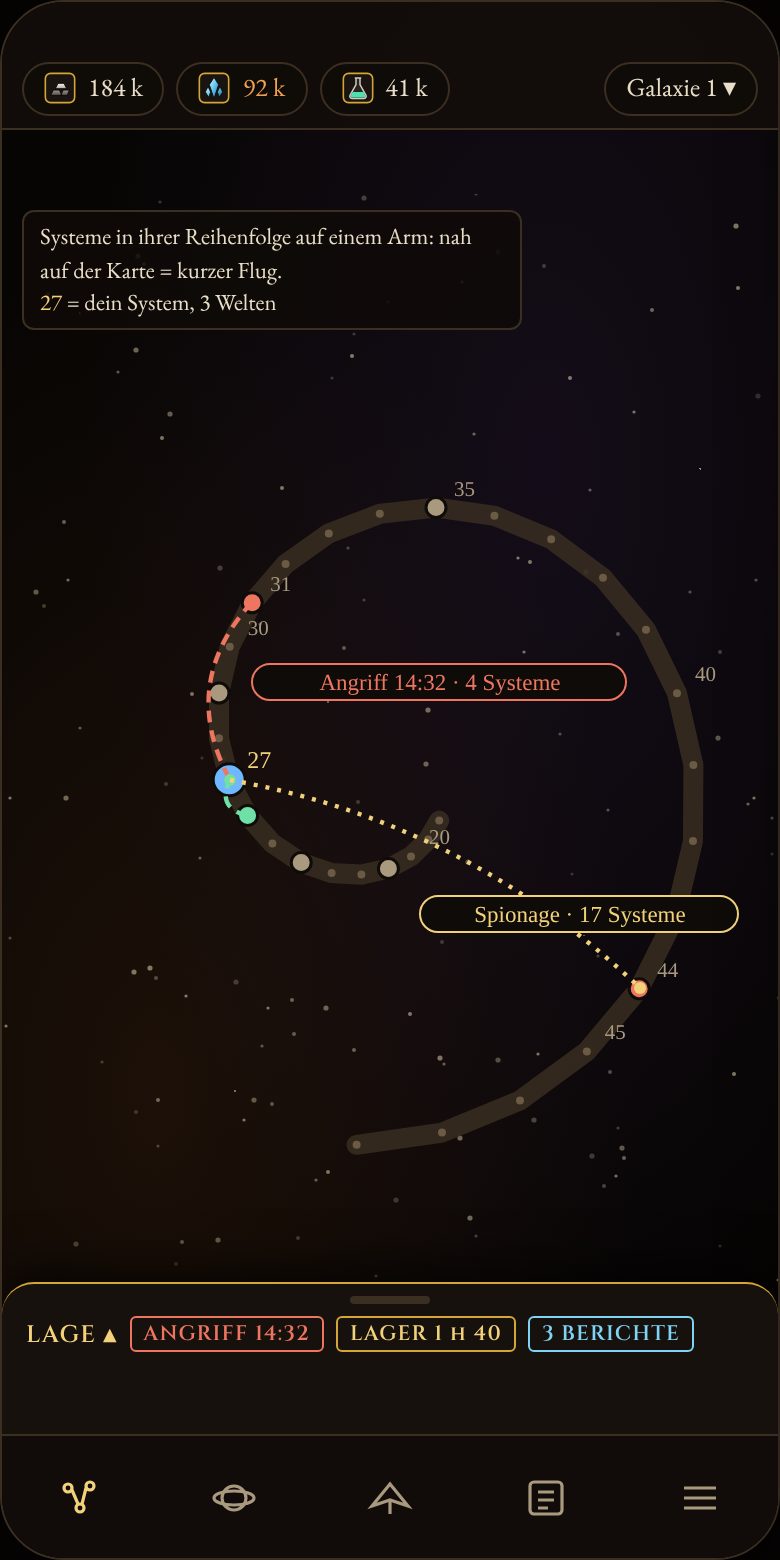 184 k
92 k
41 k
Galaxie 1 ▼
Systeme in ihrer Reihenfolge auf einem Arm: nah
auf der Karte = kurzer Flug.
27 = dein System, 3 Welten
35
31
30
Angriff 14:32 · 4 Systeme
40
27
20
Spionage · 17 Systeme
44
45
LAGE ▲
ANGRIFF 14:32
LAGER 1 H 40
3 BERICHTE